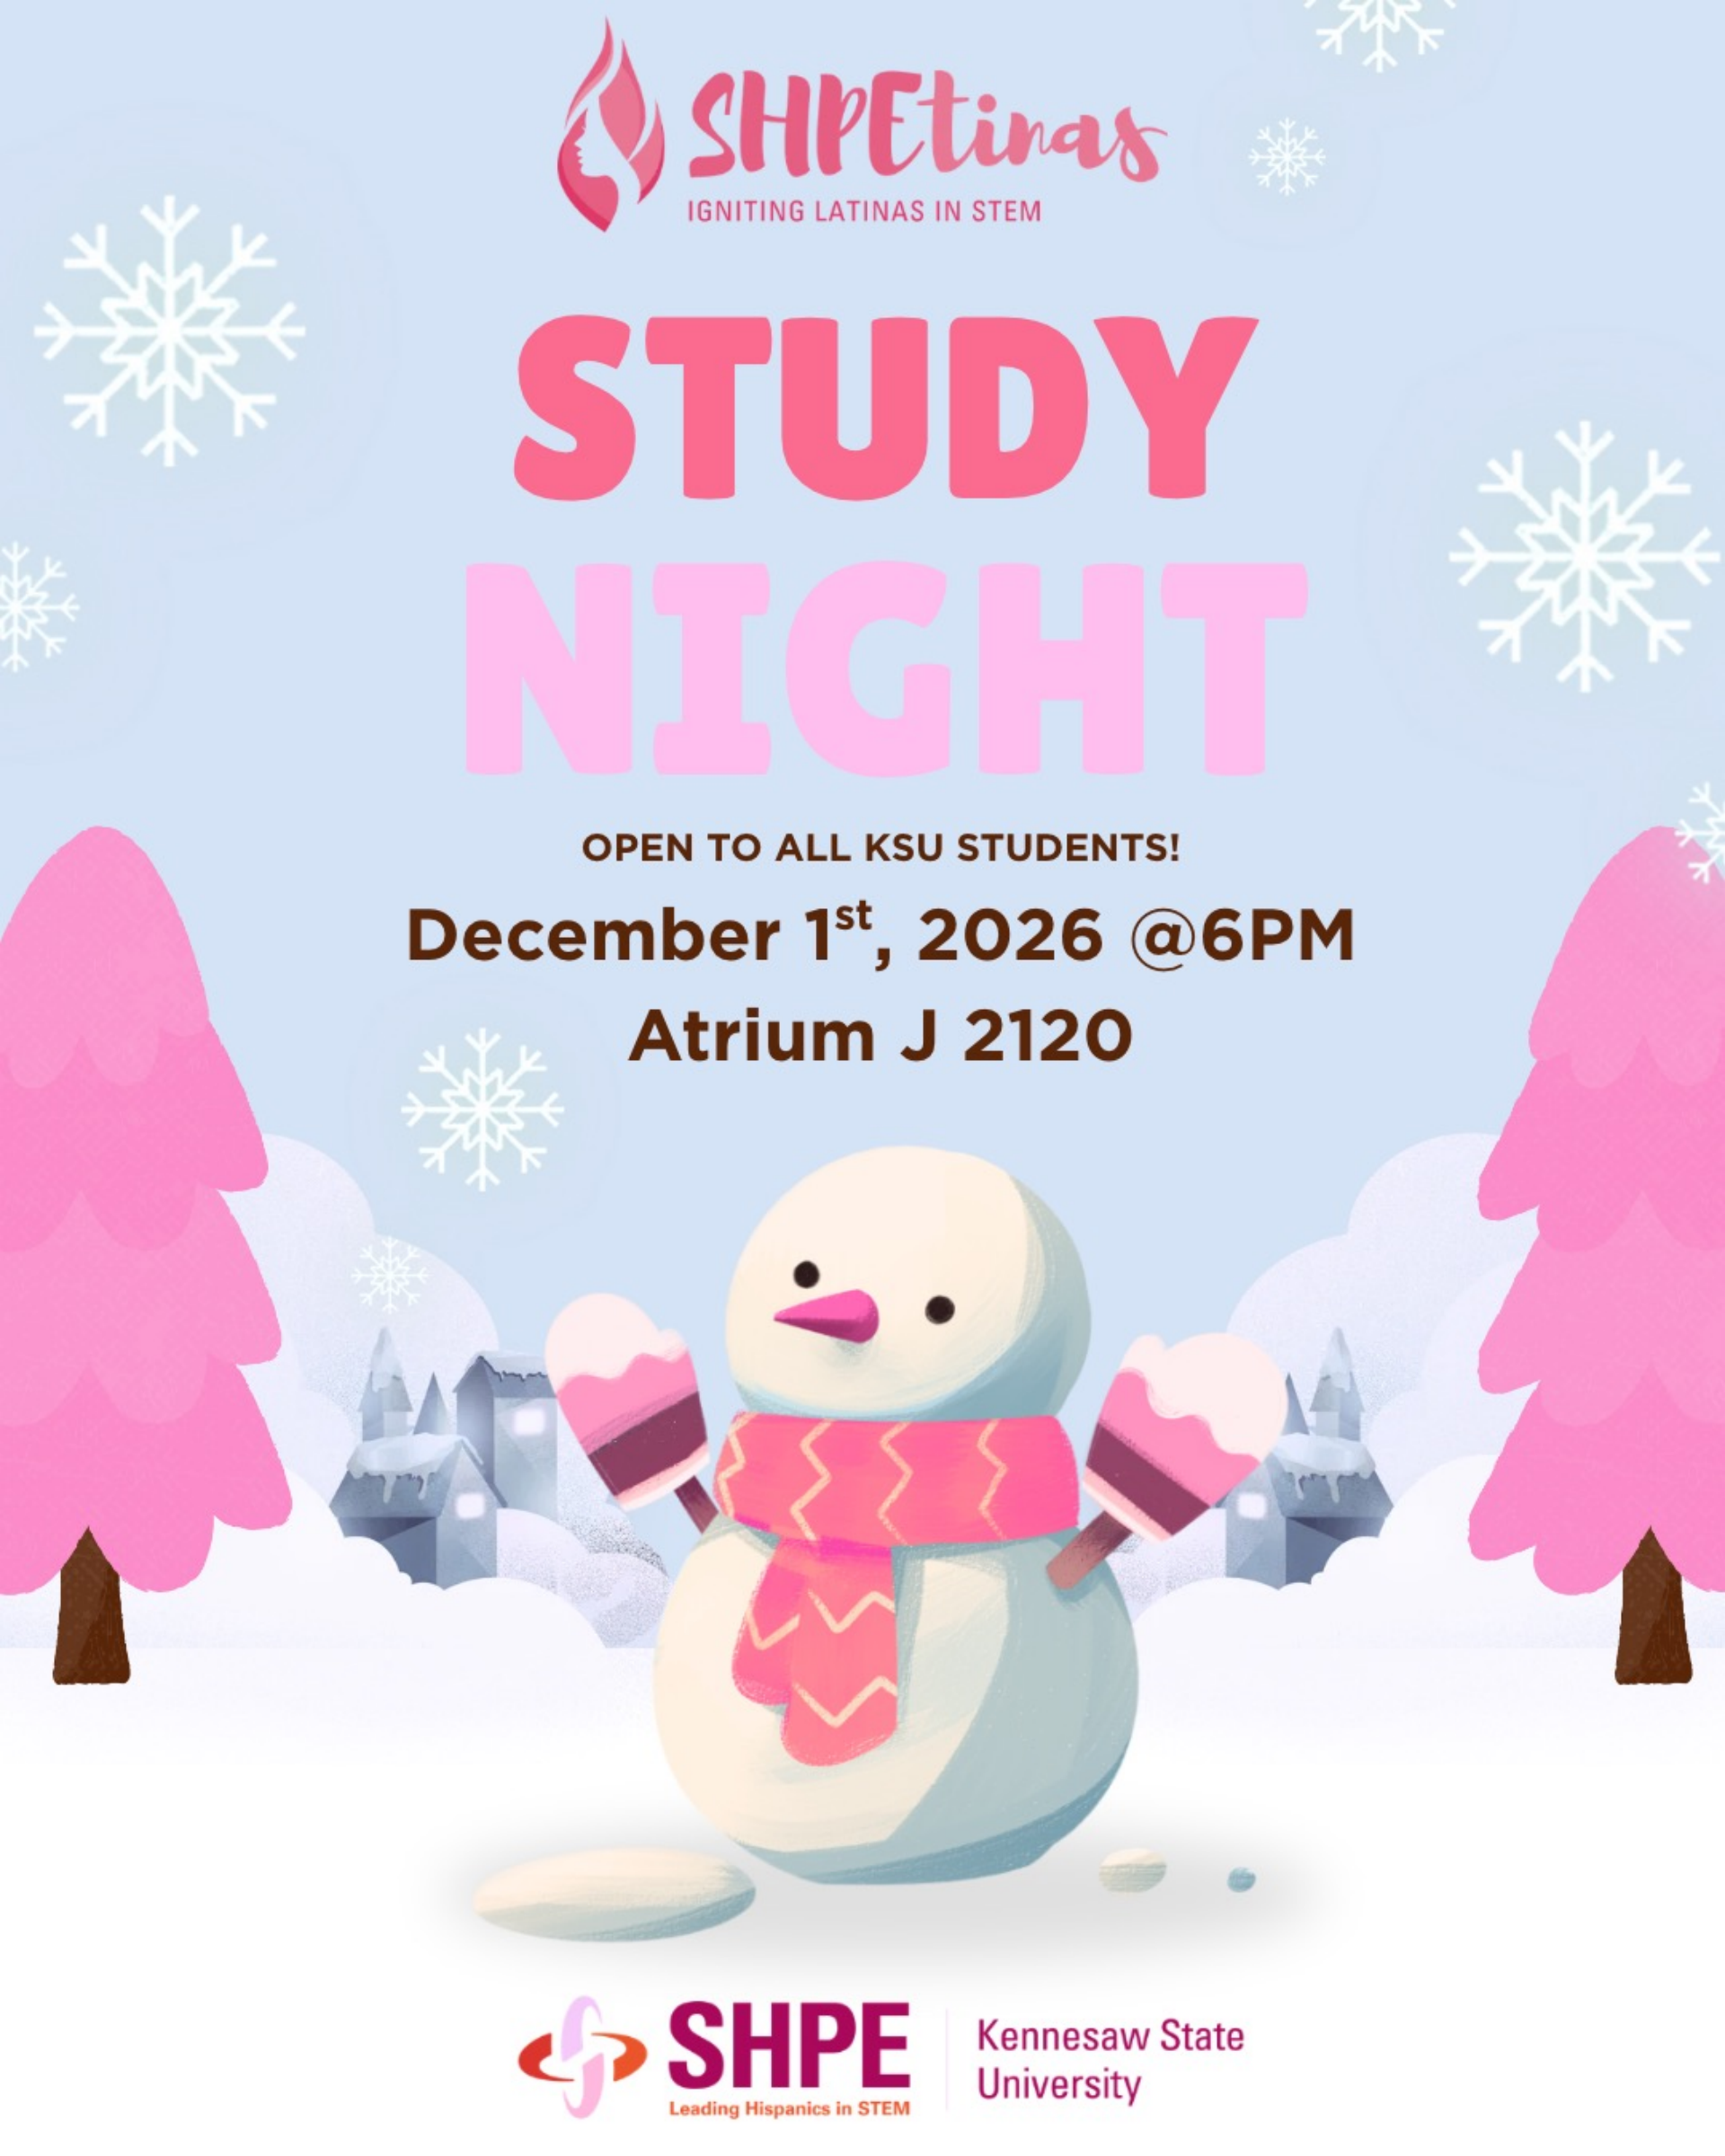 SHPEtinas
IGNITING LATINAS IN STEM
STUDY
NIGHT
OPEN TO ALL KSU STUDENTS!
December 1st, 2026 @6PM
Atrium J 2120
SHPE
Leading Hispanics in STEM
Kennesaw State
University